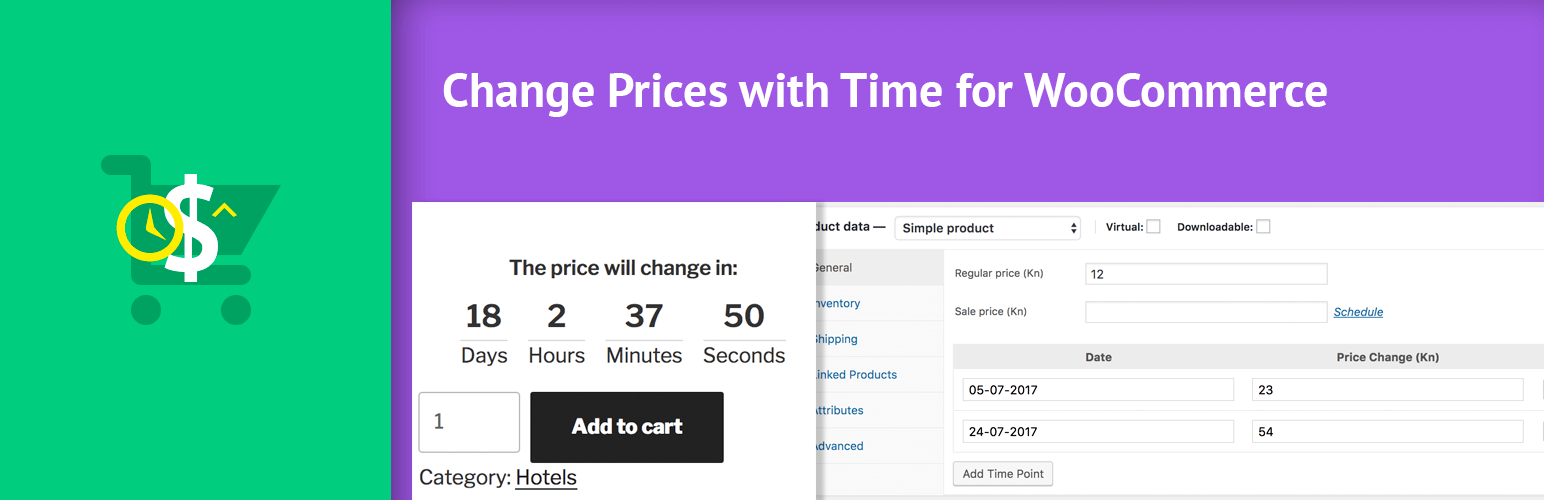 Change Prices with Time for WooCommerce
The price will change in:
18 2 37 50
Days Hours Minutes Seconds
1 Add to cart
Category: Hotels
duct data — Simple product Virtual: Downloadable:
General
nventory
Shipping
inked Products
Attributes
Advanced
Regular price (Kn) 12
Sale price (Kn) Schedule
Date Price Change (Kn)
05-07-2017 23
24-07-2017 54
Add Time Point